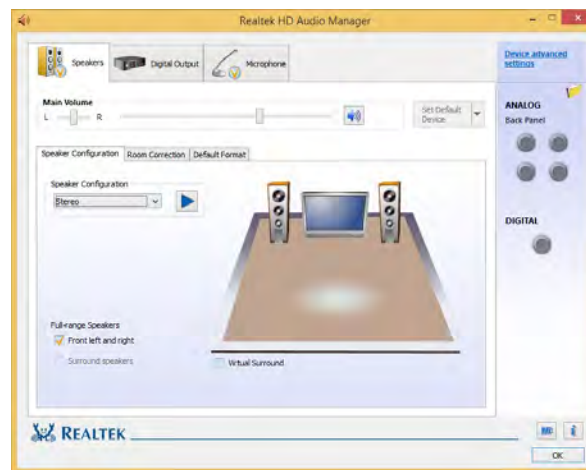 Realtek HD Audio Manager
Speakers
Digital Output
Microphone
Device advanced
settings
Main Volume
L
R
Set Default
Device
ANALOG
Back Panel
Speaker Configuration
Room Correction
Default Format
Speaker Configuration
Stereo
DIGITAL
Full-range Speakers
Front left and right
Surround speakers
Virtual Surround
REALTEK
OK